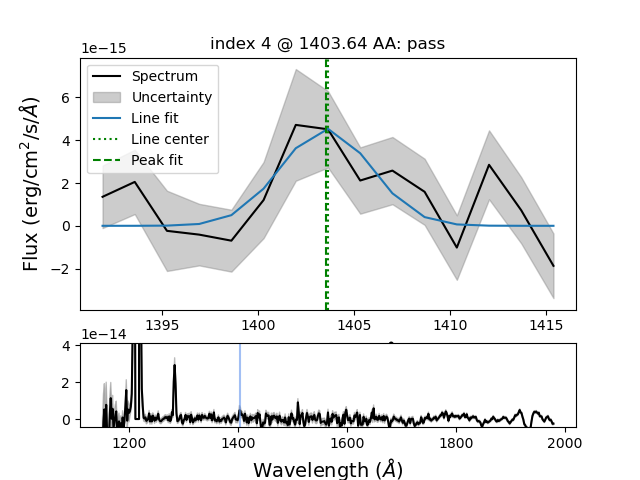 index 4 @ 1403.64 AA: pass
1e−15
Spectrum
Uncertainty
Line fit
Line center
Peak fit
Flux (erg/cm²/s/Å)
6
4
2
0
−2
1395 1400 1405 1410 1415
1e−14
4
2
0
1200 1400 1600 1800 2000
Wavelength (Å)